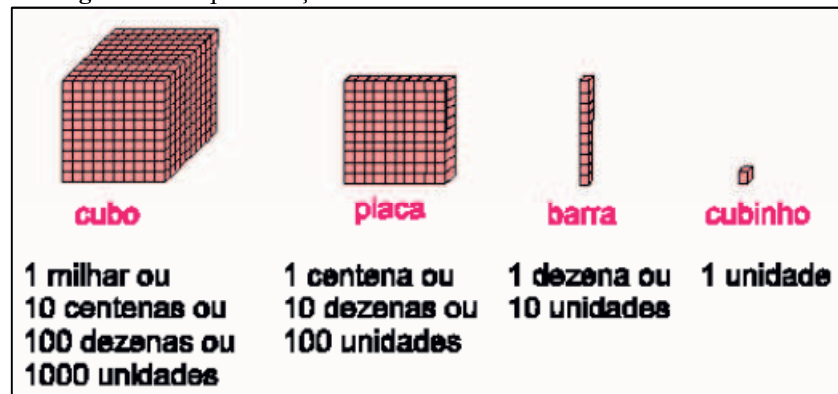 cubo
placa
barra
cubinho
1 milhar ou
10 centenas ou
100 dezenas ou
1000 unidades
1 centena ou
10 dezenas ou
100 unidades
1 dezena ou
10 unidades
1 unidade